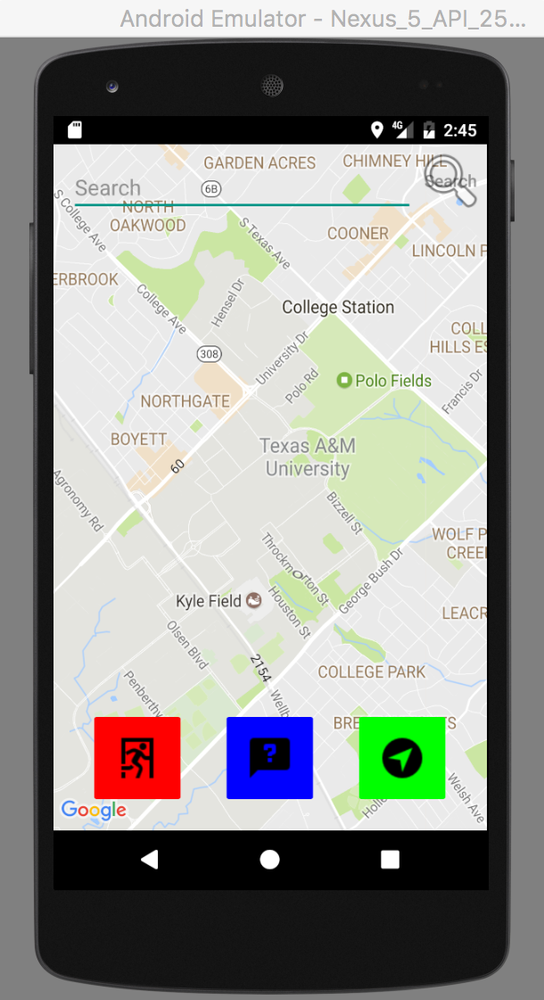 Android Emulator - Nexus_5_API_25...
4G
2:45
GARDEN ACRES
CHIMNEY HILL
Search
Search
6B
NORTH
OAKWOOD
S College Ave
S Texas Ave
COONER
LINCOLN P
ERBROOK
College Ave
Hensel Dr
College Station
COLL
HILLS ES
308
University Dr
Polo Rd
Polo Fields
Francis Dr
NORTHGATE
BOYETT
60
Texas A&M
University
Agronomy Rd
Bizzell St
WOLF P
CREE
Throckmorton St
George Bush Dr
Kyle Field
Houston St
LEACR
Olsen Blvd
2154
COLLEGE PARK
Penberthy
Wellb
BRE
S
?
Welsh Ave
Holle
Google